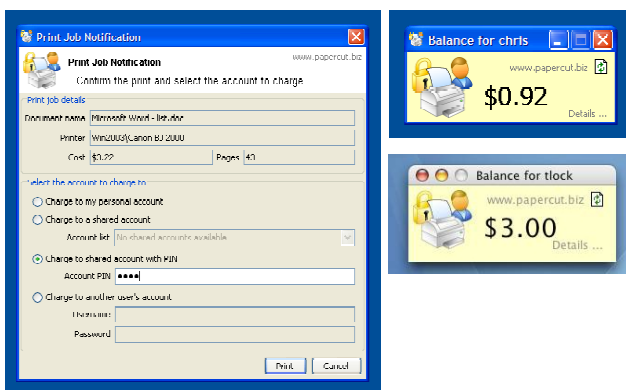 Print Job Notification
Print Job Notification
www.papercut.biz
Confirm the print and select the account to charge
Print job details
Document name Microsoft Word - list.doc
Printer Win2003\Canon BJ-2000
Cost $0.22 Pages 43
Select the account to charge to
Charge to my personal account
Charge to a shared account
Account list No shared accounts available
Charge to shared account with PIN
Account PIN ••••
Charge to another user's account
Username
Password
Print Cancel
Balance for chris
www.papercut.biz
$0.92
Details ...
Balance for tlock
www.papercut.biz
$3.00
Details ...